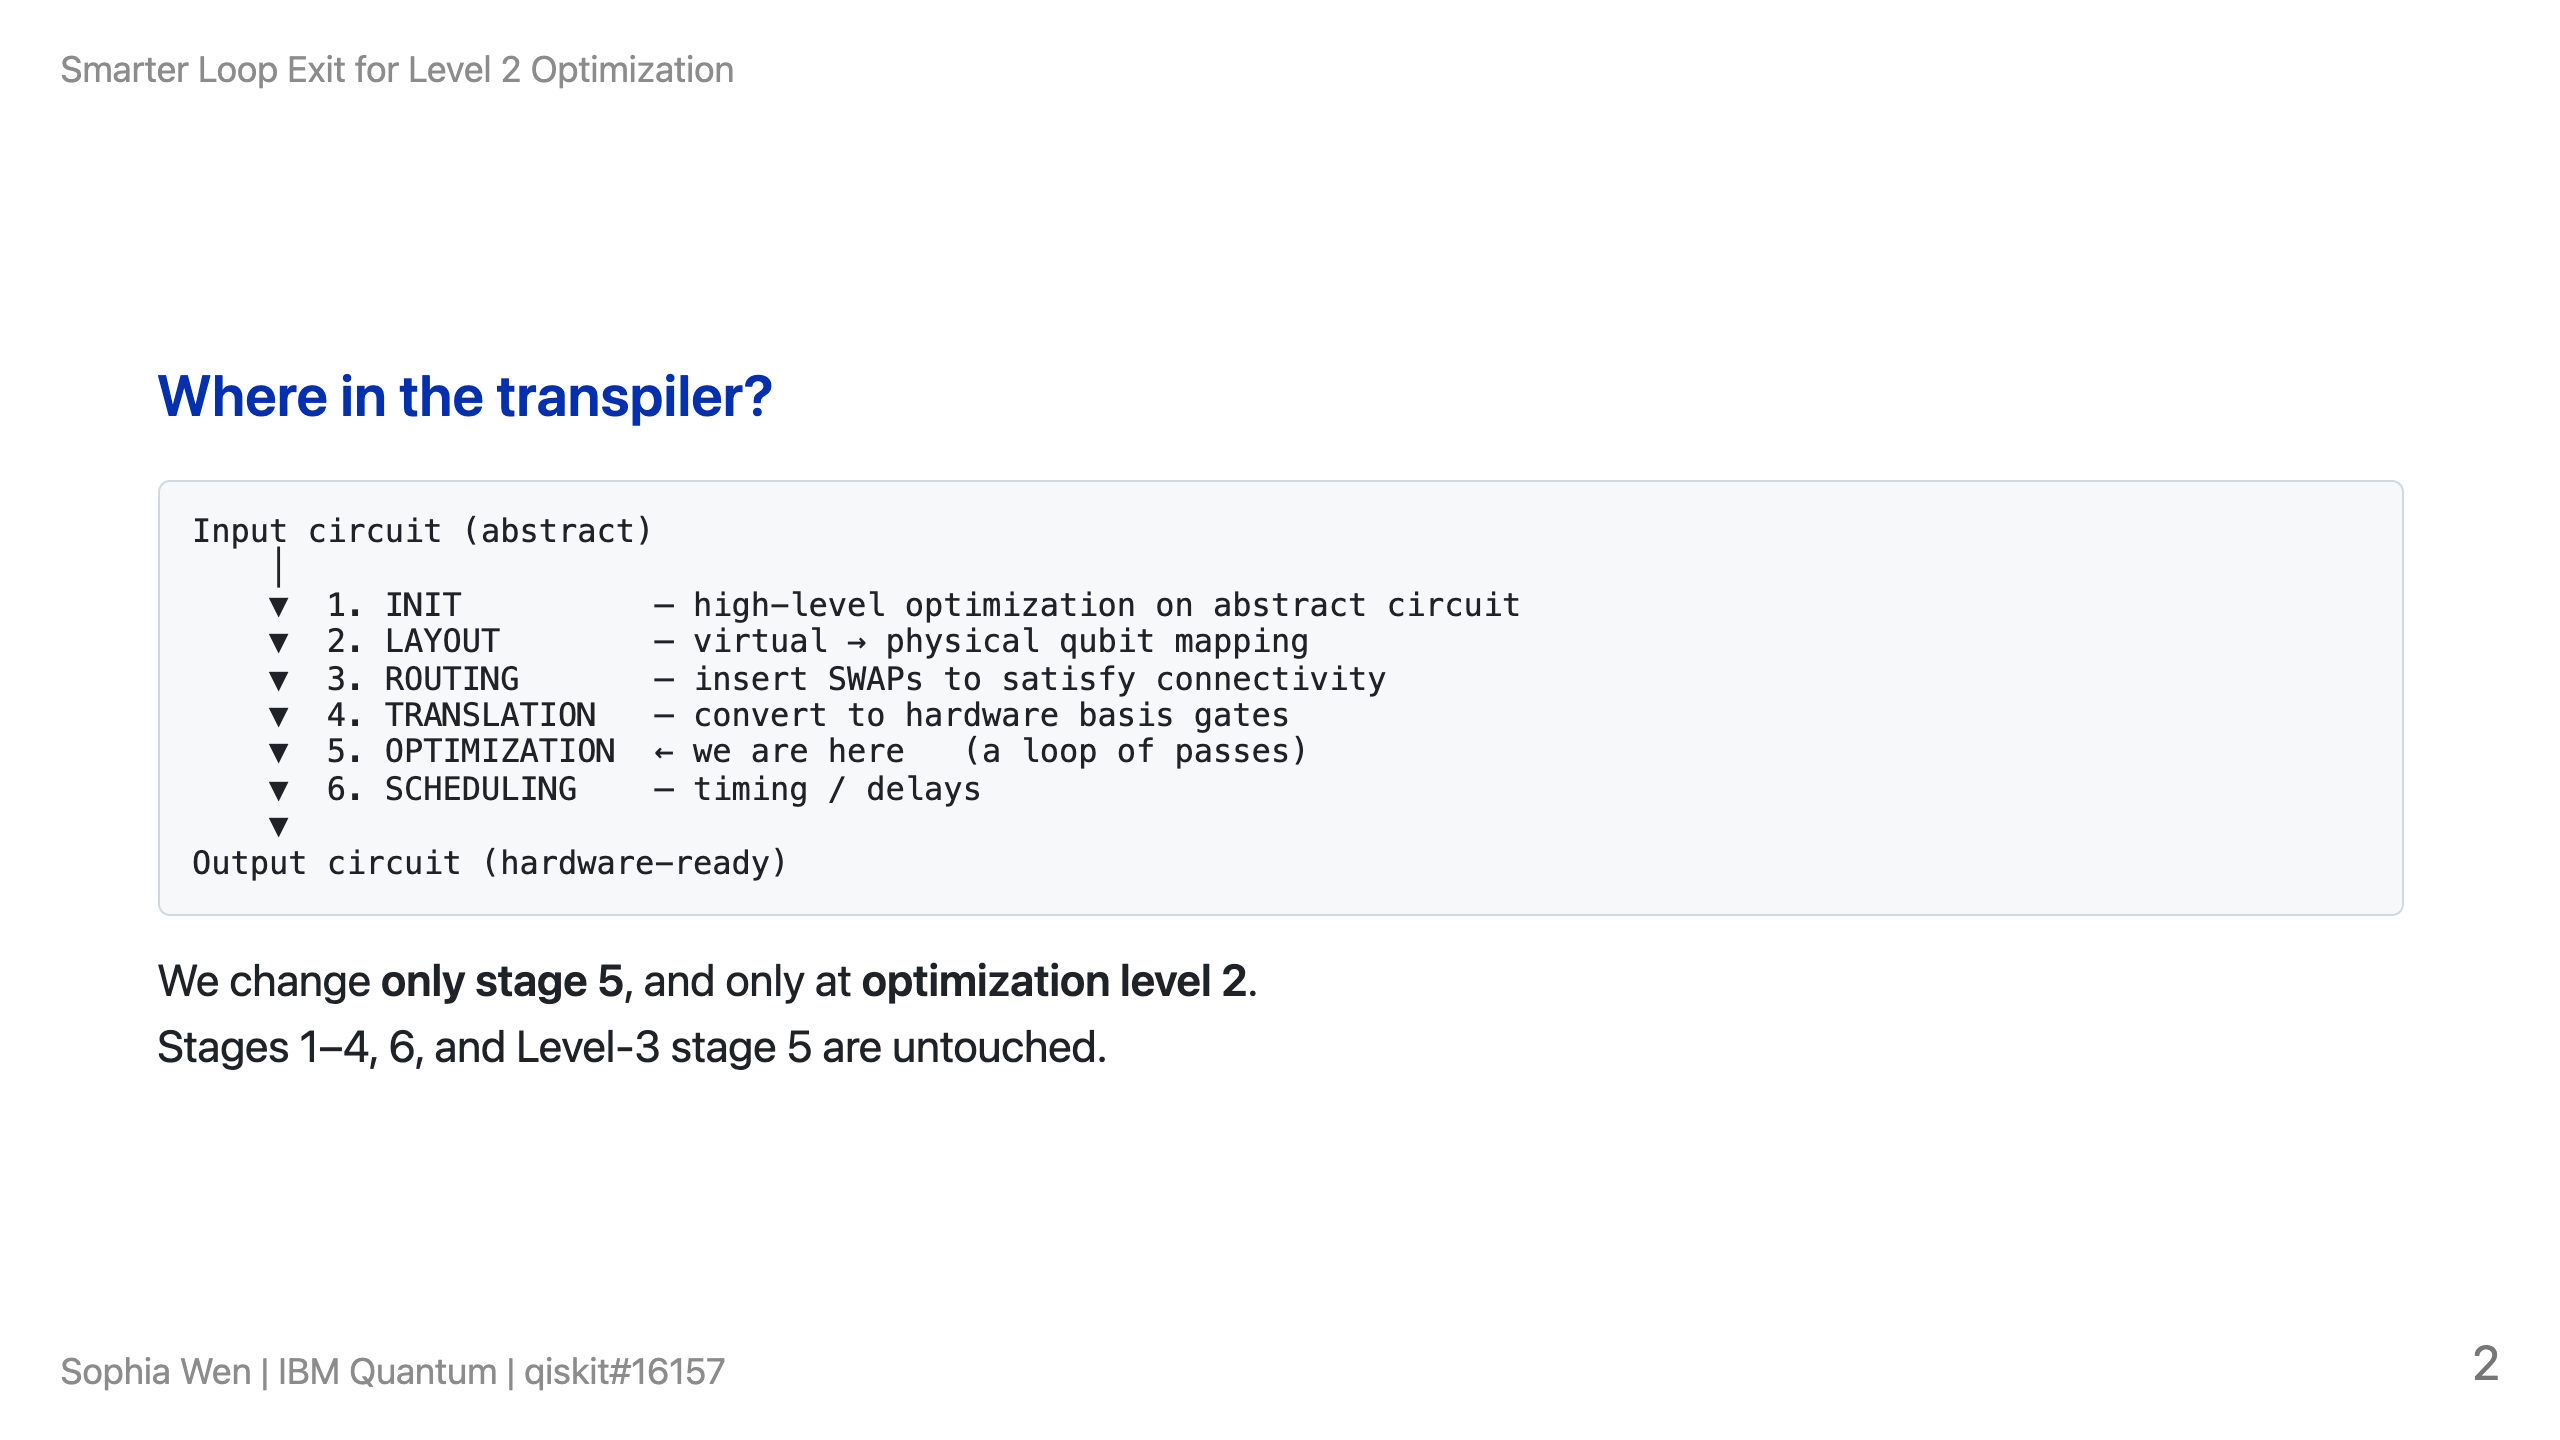 Smarter Loop Exit for Level 2 Optimization
Where in the transpiler?
Input circuit (abstract)
│
▼  1. INIT          — high-level optimization on abstract circuit
▼  2. LAYOUT        — virtual → physical qubit mapping
▼  3. ROUTING       — insert SWAPs to satisfy connectivity
▼  4. TRANSLATION   — convert to hardware basis gates
▼  5. OPTIMIZATION  ← we are here   (a loop of passes)
▼  6. SCHEDULING    — timing / delays
▼
Output circuit (hardware-ready)
We change only stage 5, and only at optimization level 2.
Stages 1–4, 6, and Level-3 stage 5 are untouched.
Sophia Wen | IBM Quantum | qiskit#16157
2